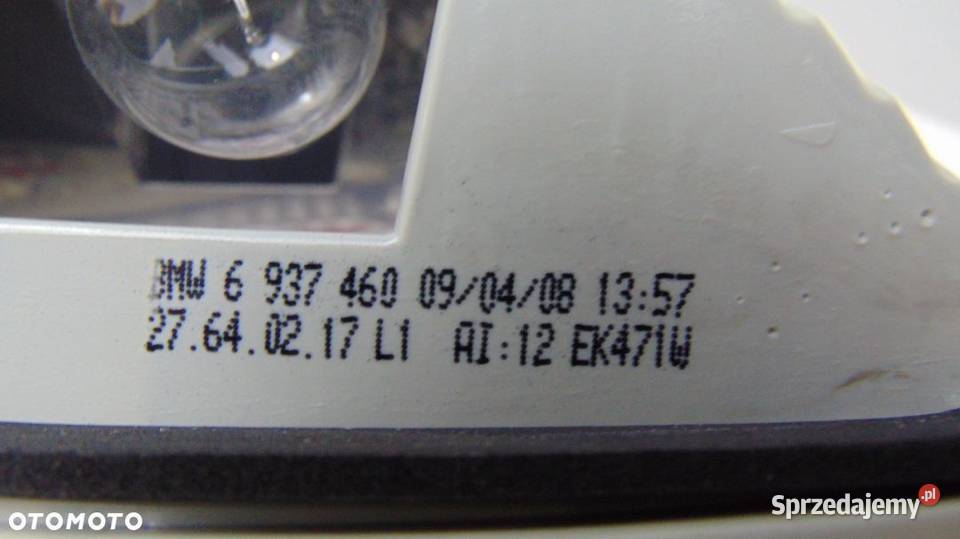 BMW 6 937 460 09/04/08 13:57
27.64.02.17 L1 AI:12 EK471W
OTOMOTO
Sprzedajemy.pl